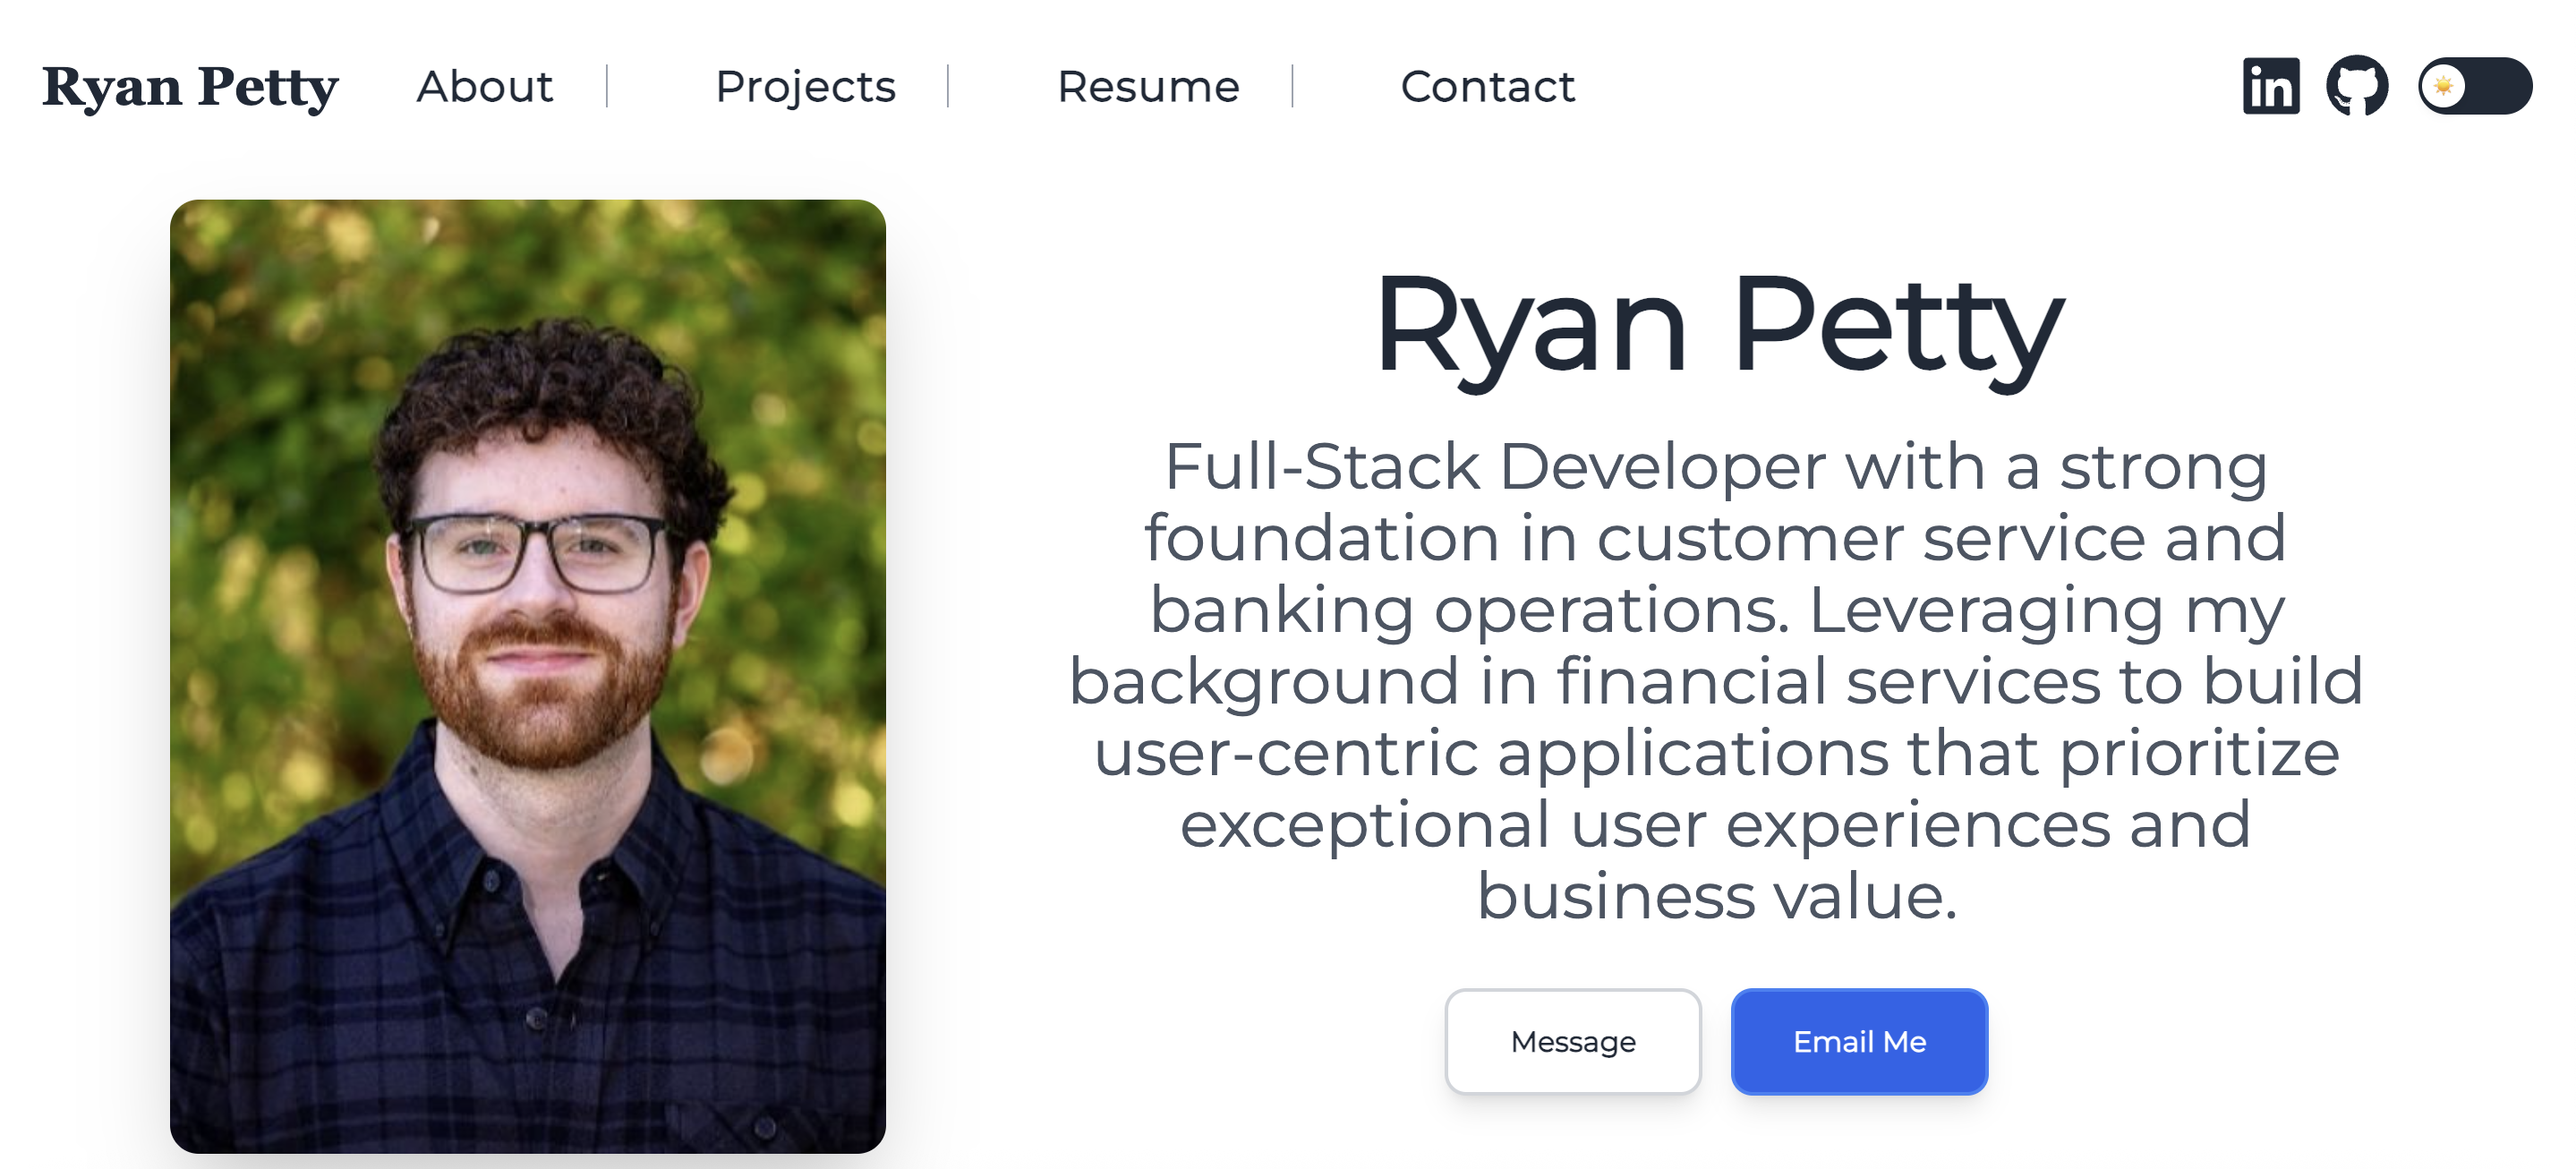 Ryan Petty
About
Projects
Resume
Contact
in
Ryan Petty
Full-Stack Developer with a strong
foundation in customer service and
banking operations. Leveraging my
background in financial services to build
user-centric applications that prioritize
exceptional user experiences and
business value.
Message
Email Me